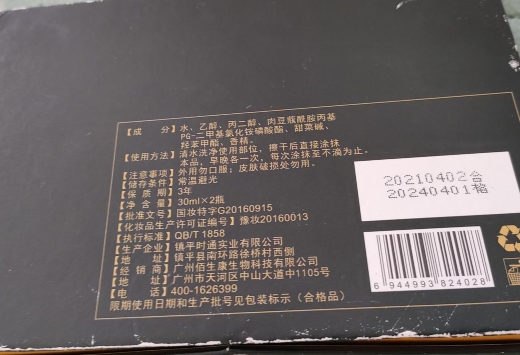 【成　　分】水、乙醇、丙二醇、肉豆蔻酰胺丙基
PG-二甲基氯化铵磷酸酯、甜菜碱、
羟苯甲酯、香精。
【使用方法】清水洗净使用部位，擦干后直接涂抹
本品，早晚各一次，每次涂抹至不滴为止。
【注意事项】外用勿口服；皮肤破损处勿用。
【储存条件】常温避光
【保 质 期】3年
【净 含 量】30ml×2瓶
【批准文号】国妆特字G20160915
【化妆品生产许可证编号】豫妆20160013
【执行标准】QB/T 1858
【生产企业】镇平时通实业有限公司
【地　　址】镇平县南环路徐桥村西侧
【经 销 商】广州佰生康生物科技有限公司
【地　　址】广州市天河区中山大道中1105号
【电　　话】400-1626399
限期使用日期和生产批号见包装标示（合格品）
20210402合
20240401格
6 944993 824028